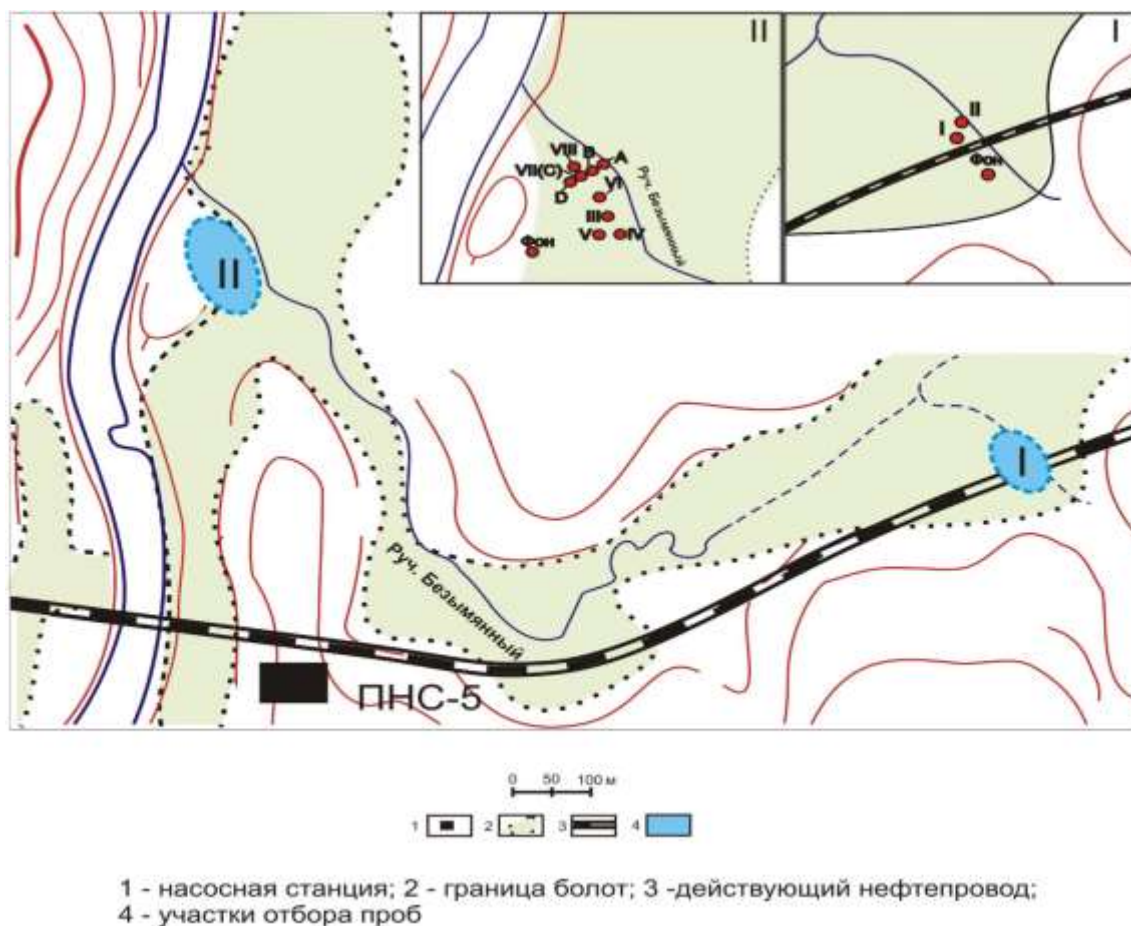 II
I
II
VIII
B
A
VII(C)
D
VI
III
V
IV
Фон
Руч. Безымянный
II
I
Фон
I
Руч. Безымянный
ПНС-5
0 50 100 м
1 2 3 4
1 - насосная станция; 2 - граница болот; 3 -действующий нефтепровод;
4 - участки отбора проб